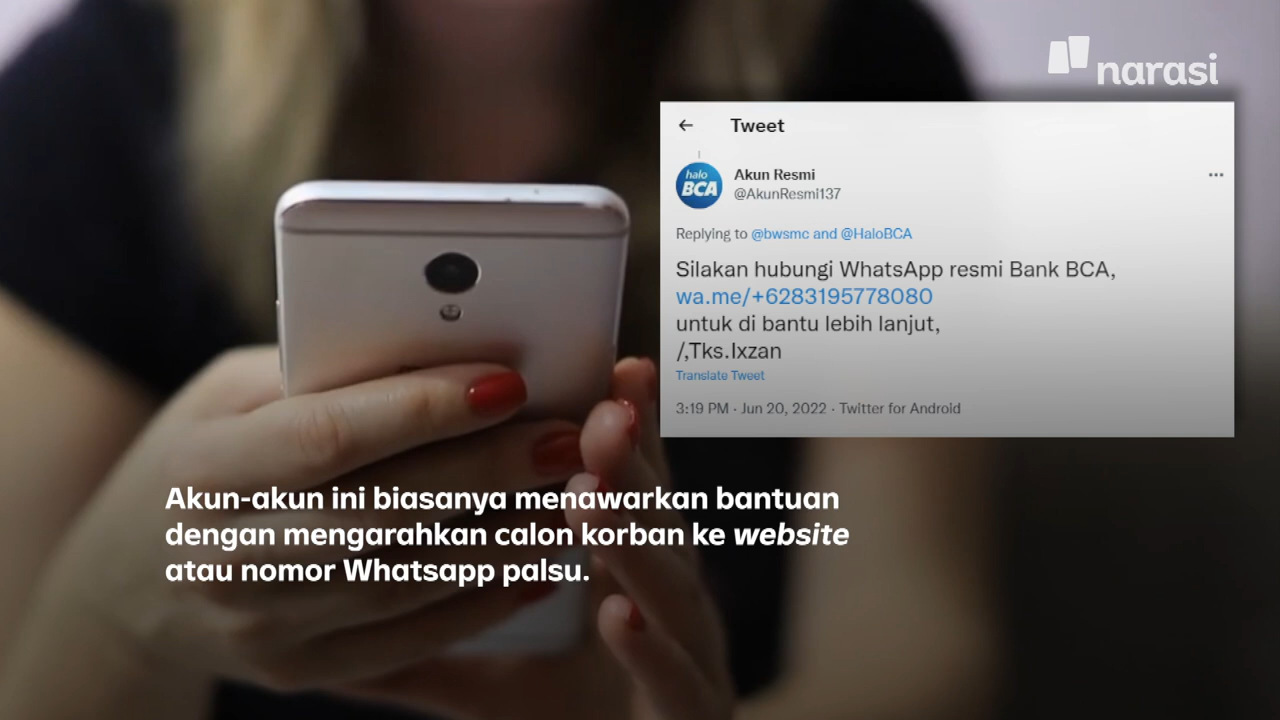 narasi
Tweet
halo
BCA
Akun Resmi
@AkunResmi137
Replying to @bwsmc and @HaloBCA
Silakan hubungi WhatsApp resmi Bank BCA,
wa.me/+6283195778080
untuk di bantu lebih lanjut,
/,Tks.Ixzan
Translate Tweet
3:19 PM · Jun 20, 2022 · Twitter for Android
Akun-akun ini biasanya menawarkan bantuan
dengan mengarahkan calon korban ke website
atau nomor Whatsapp palsu.